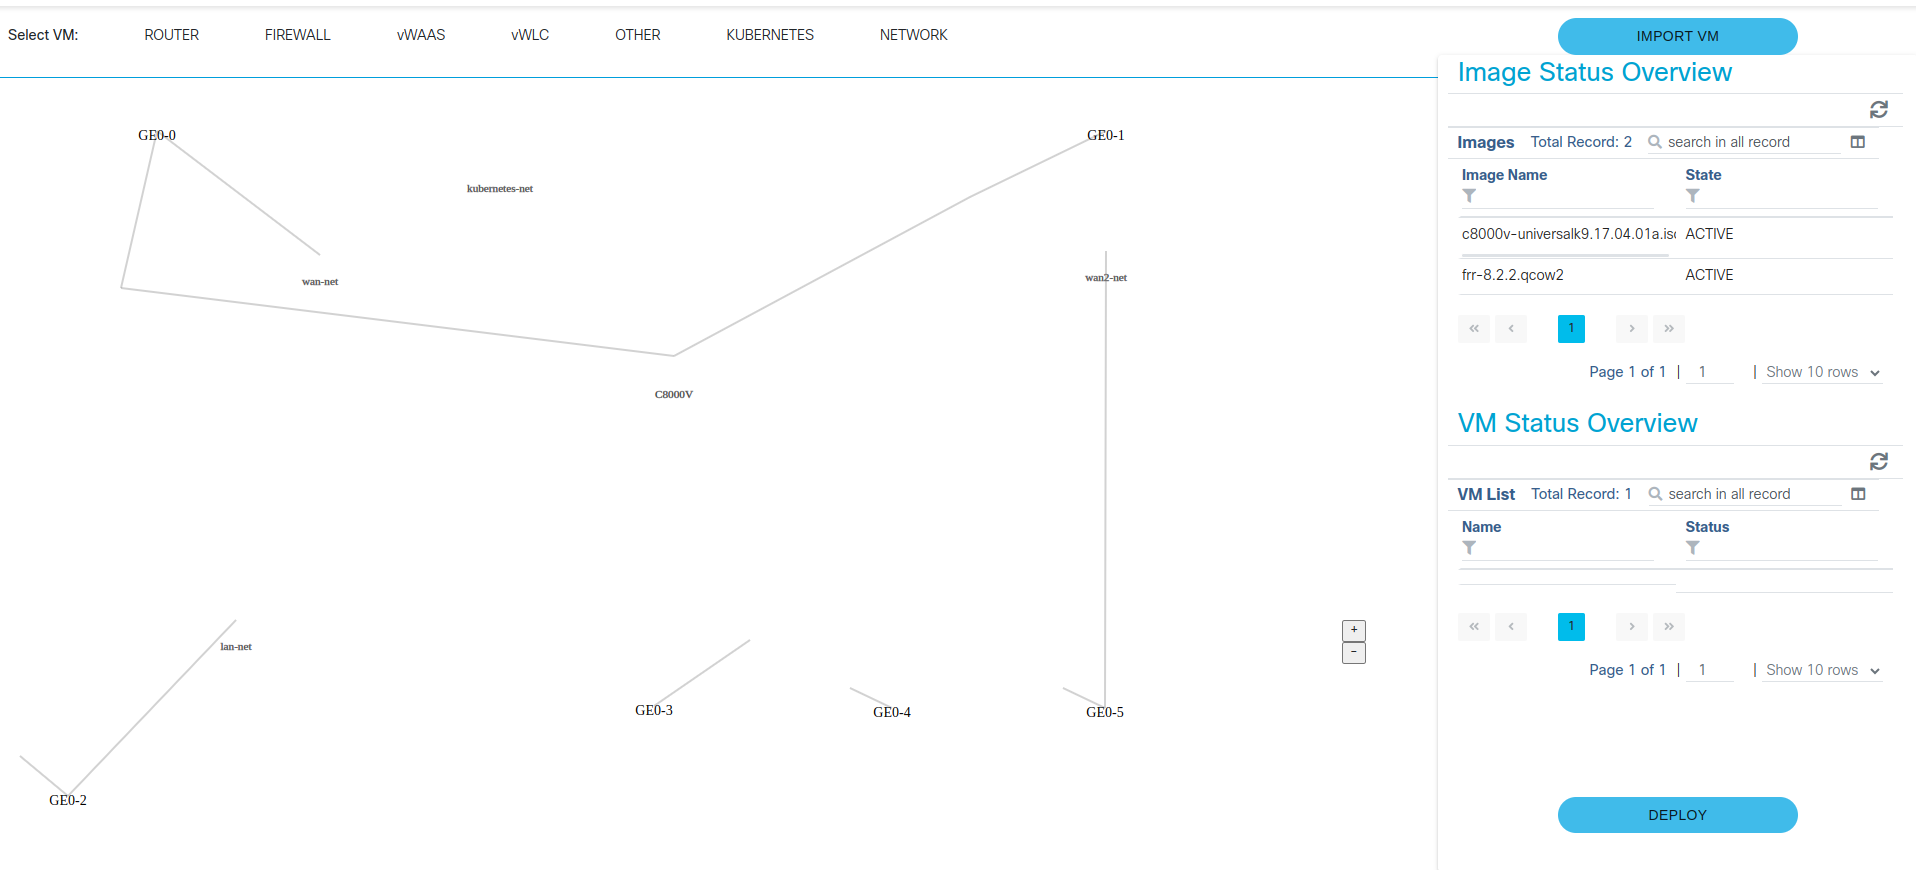 Select VM: ROUTER FIREWALL vWAAS vWLC OTHER KUBERNETES NETWORK IMPORT VM
GE0-0 GE0-1
kubernetes-net
wan-net wan2-net
C8000V
lan-net
GE0-3 GE0-4 GE0-5
GE0-2
+
−
Image Status Overview
Images Total Record: 2 search in all record
Image Name State
c8000v-universalk9.17.04.01a.iso ACTIVE
frr-8.2.2.qcow2 ACTIVE
« ‹ 1 › »
Page 1 of 1 | 1 | Show 10 rows
VM Status Overview
VM List Total Record: 1 search in all record
Name Status
« ‹ 1 › »
Page 1 of 1 | 1 | Show 10 rows
DEPLOY